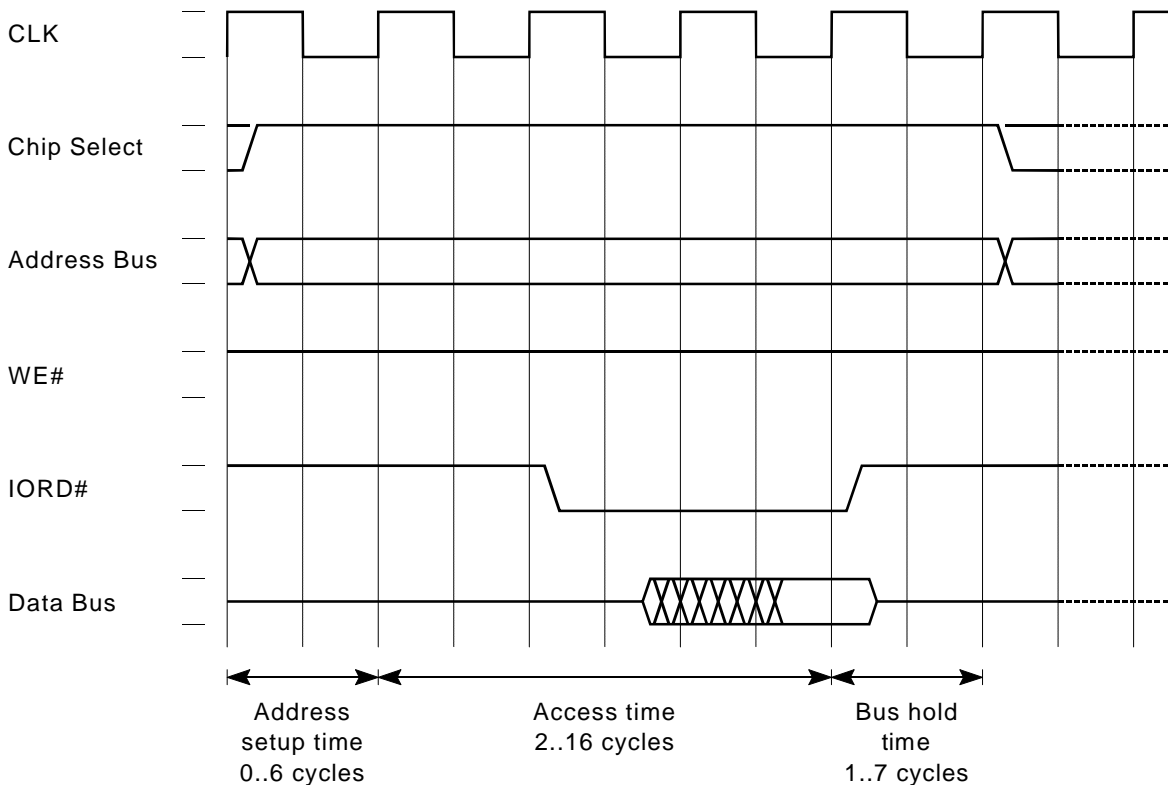 CLK
Chip Select
Address Bus
WE#
IORD#
Data Bus
Address
setup time
0..6 cycles
Access time
2..16 cycles
Bus hold
time
1..7 cycles